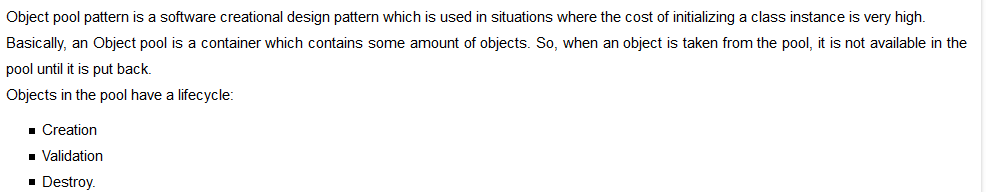 Object pool pattern is a software creational design pattern which is used in situations where the cost of initializing a class instance is very high.
Basically, an Object pool is a container which contains some amount of objects. So, when an object is taken from the pool, it is not available in the
pool until it is put back.
Objects in the pool have a lifecycle:
▪ Creation
▪ Validation
▪ Destroy.